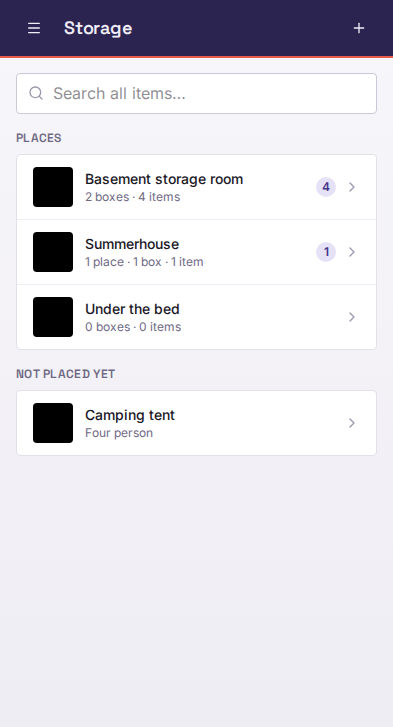 Storage
Search all items...
PLACES
Basement storage room
2 boxes · 4 items
4
Summerhouse
1 place · 1 box · 1 item
1
Under the bed
0 boxes · 0 items
NOT PLACED YET
Camping tent
Four person